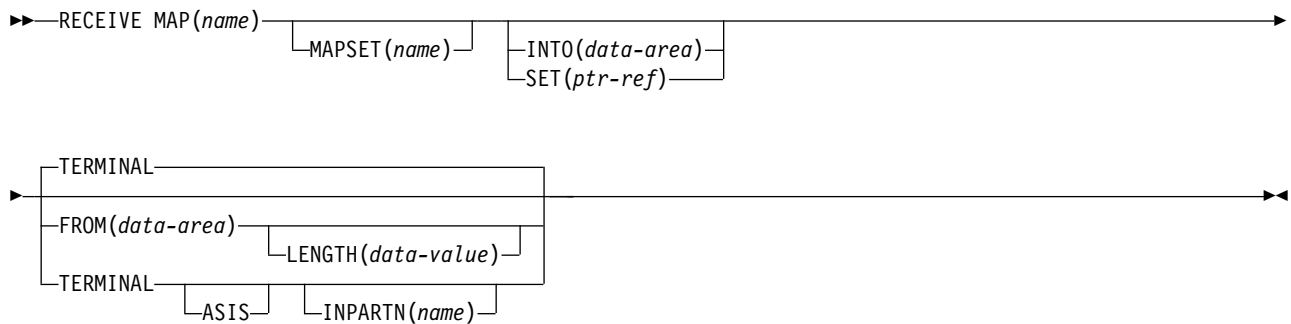 RECEIVE MAP(name)
MAPSET(name)
INTO(data-area)
SET(ptr-ref)
TERMINAL
FROM(data-area)
LENGTH(data-value)
TERMINAL
ASIS
INPARTN(name)